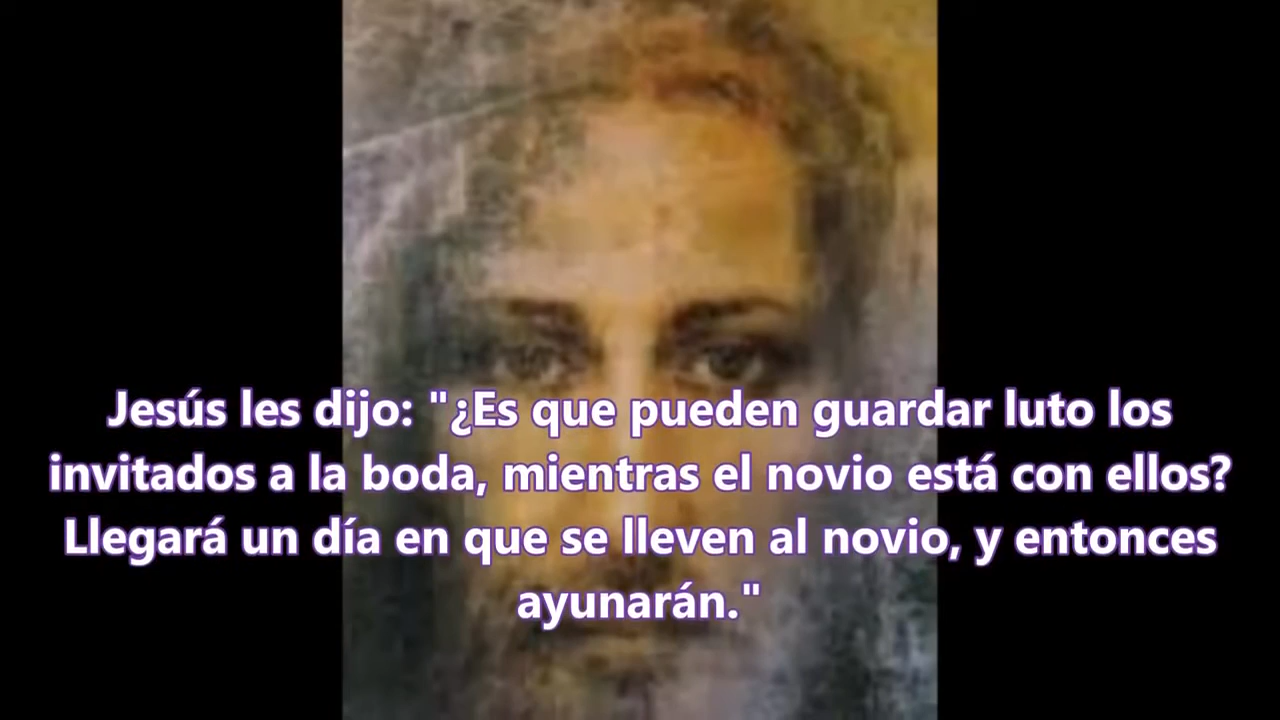 Jesús les dijo: "¿Es que pueden guardar luto los
invitados a la boda, mientras el novio está con ellos?
Llegará un día en que se lleven al novio, y entonces
ayunarán."